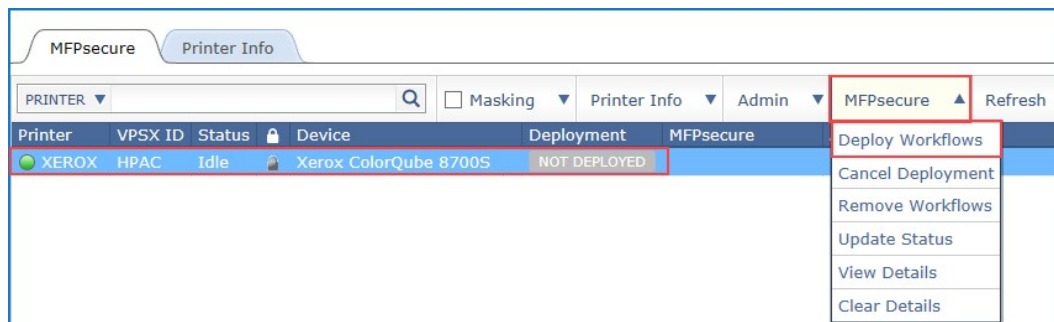 MFPsecure Printer Info
PRINTER ▼ Masking ▼ Printer Info ▼ Admin ▼ MFPsecure ▲ Refresh
Printer VPSX ID Status Device Deployment MFPsecure
XEROX HPAC Idle Xerox ColorQube 8700S NOT DEPLOYED
Deploy Workflows
Cancel Deployment
Remove Workflows
Update Status
View Details
Clear Details